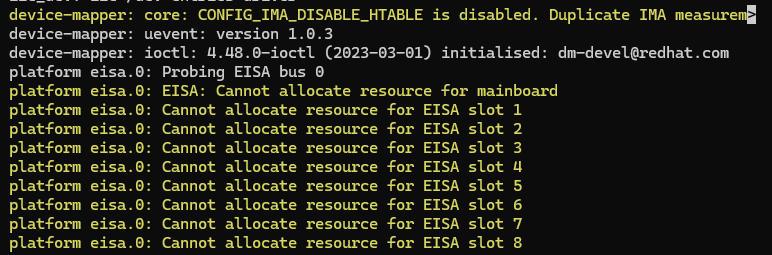 device-mapper: core: CONFIG_IMA_DISABLE_HTABLE is disabled. Duplicate IMA measurem>
device-mapper: uevent: version 1.0.3
device-mapper: ioctl: 4.48.0-ioctl (2023-03-01) initialised: dm-devel@redhat.com
platform eisa.0: Probing EISA bus 0
platform eisa.0: EISA: Cannot allocate resource for mainboard
platform eisa.0: Cannot allocate resource for EISA slot 1
platform eisa.0: Cannot allocate resource for EISA slot 2
platform eisa.0: Cannot allocate resource for EISA slot 3
platform eisa.0: Cannot allocate resource for EISA slot 4
platform eisa.0: Cannot allocate resource for EISA slot 5
platform eisa.0: Cannot allocate resource for EISA slot 6
platform eisa.0: Cannot allocate resource for EISA slot 7
platform eisa.0: Cannot allocate resource for EISA slot 8